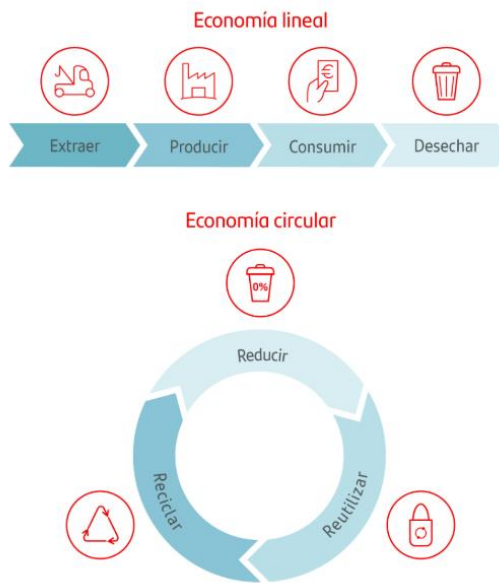 Economía lineal
€
Extraer Producir Consumir Desechar
Economía circular
0%
Reducir
Reciclar
Reutilizar